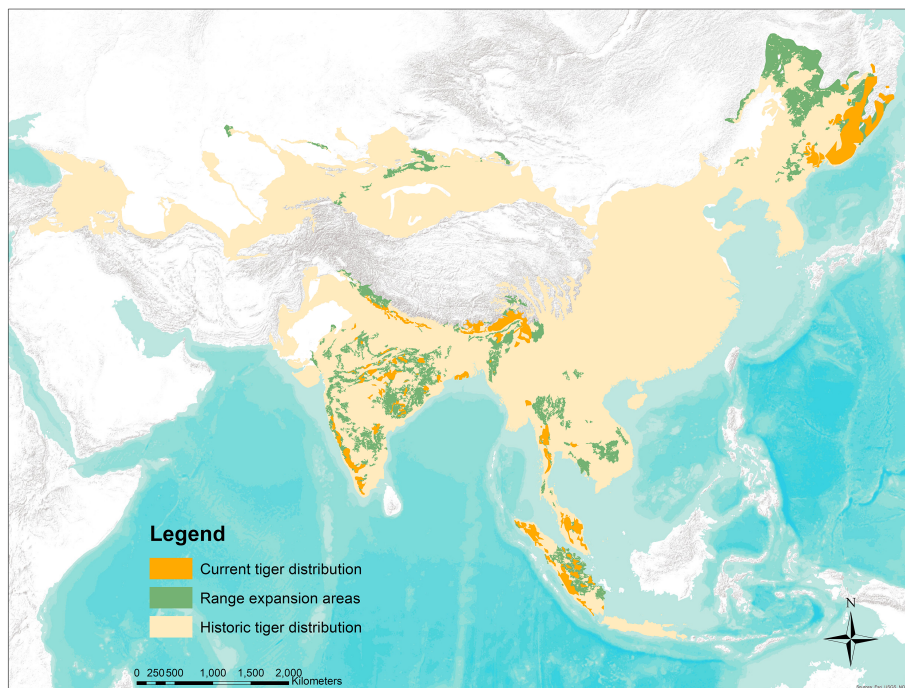 Legend
Current tiger distribution
Range expansion areas
Historic tiger distribution
N
0 250 500 1,000 1,500 2,000
Kilometers